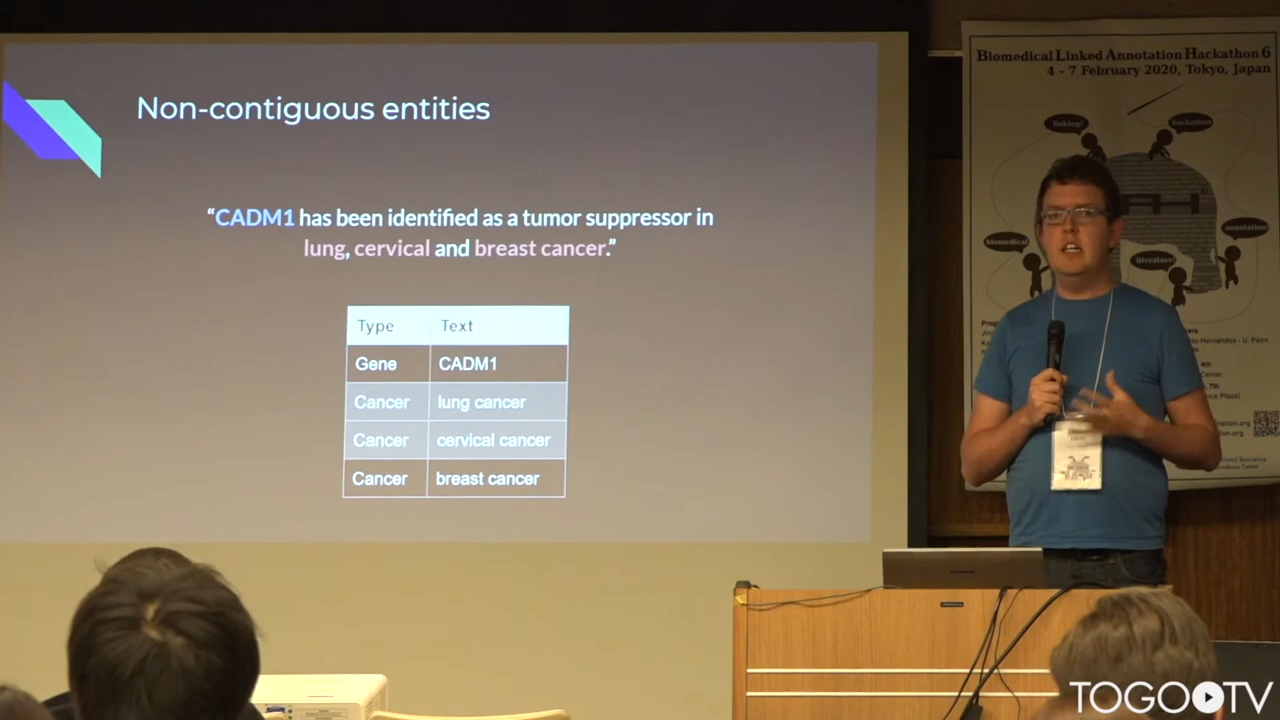 Non-contiguous entities
“CADM1 has been identified as a tumor suppressor in
lung, cervical and breast cancer.”
Type Text
Gene CADM1
Cancer lung cancer
Cancer cervical cancer
Cancer breast cancer
Biomedical Linked Annotation Hackathon 6
4 - 7 February 2020, Tokyo, Japan
linking!
hackathon
biomedical
annotation
literature!
TOGO TV